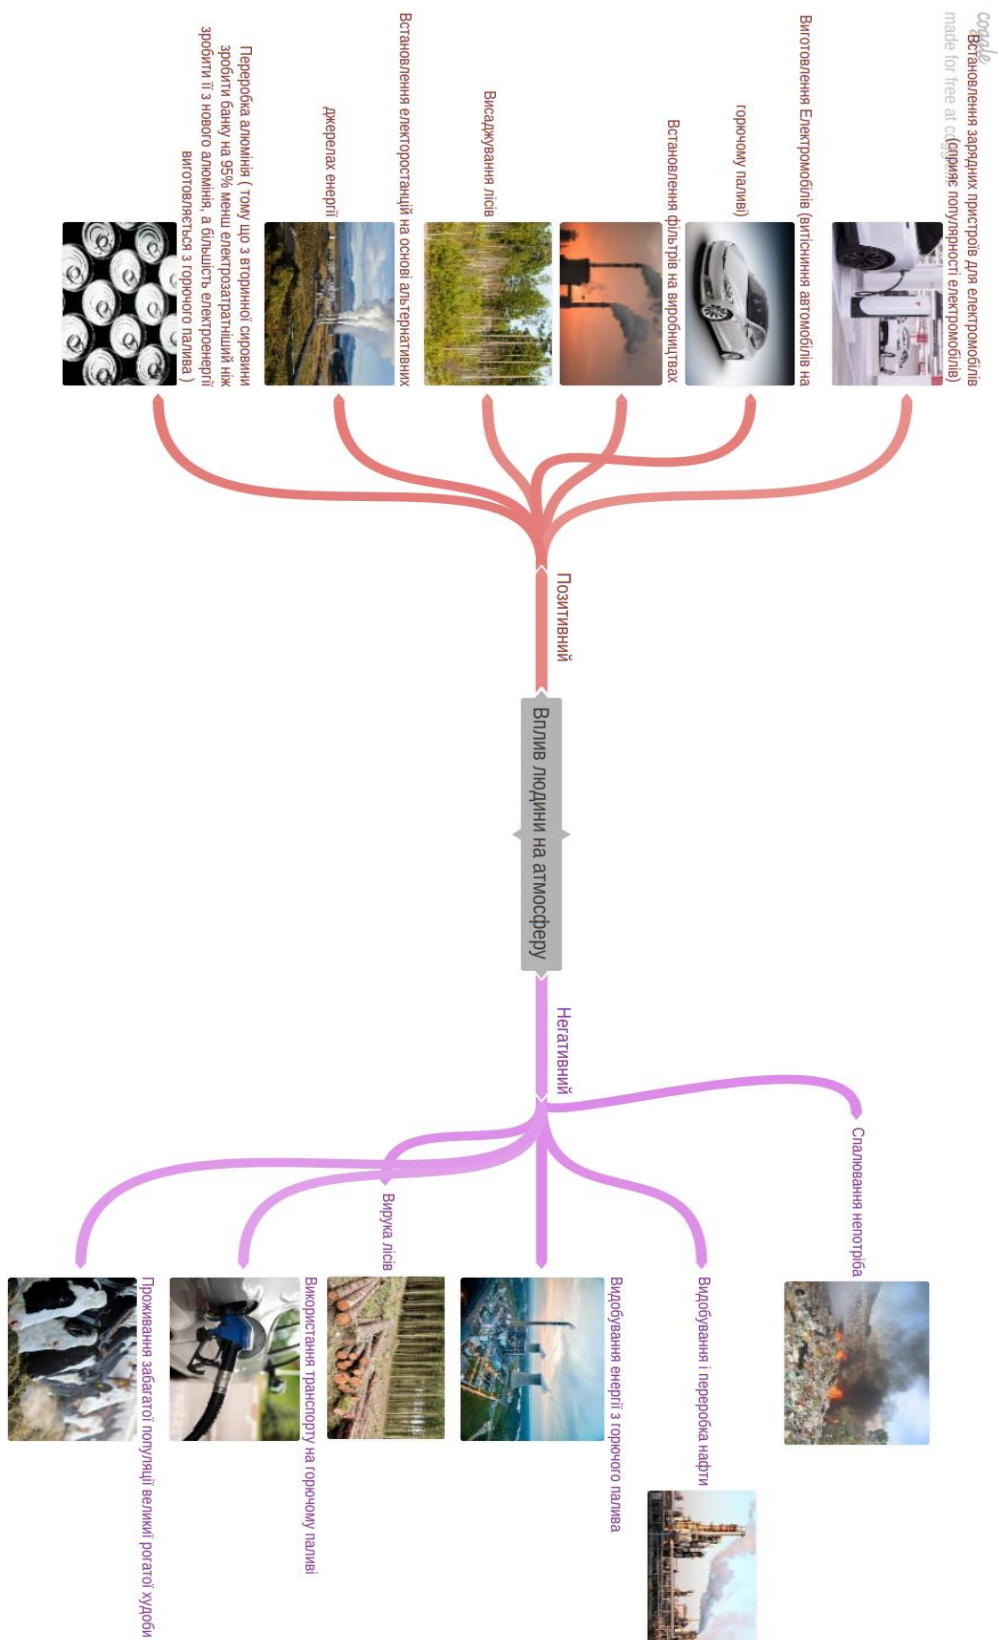 coggle
made for free at
Встановлення зарядних пристроїв для електромобілів
(сприяє популярності електромобілів)
Виготовлення Електромобілів (витіснинння автомобілів на
горючому паливі)
Встановлення фільтрів на виробництвах
Висаджування лісів
Встановлення електоростанцій на основі альтернативних
джерелах енергії
Переробка алюмінія ( тому що з вторинної сировини
зробити банку на 95% менш електрозатратніший ніж
зробити її з нового алюмінія, а більшість електроенергії
виготовляється з горючого палива )
Позитивний
Вплив людини на атмосферу
Негативний
Спалювання непотріба
Видобування і переробка нафти
Видобування енергії з горючого палива
Вирука лісів
Використання транспорту на горючому паливі
Проживання забагатої популяції великиї рогатої худоби